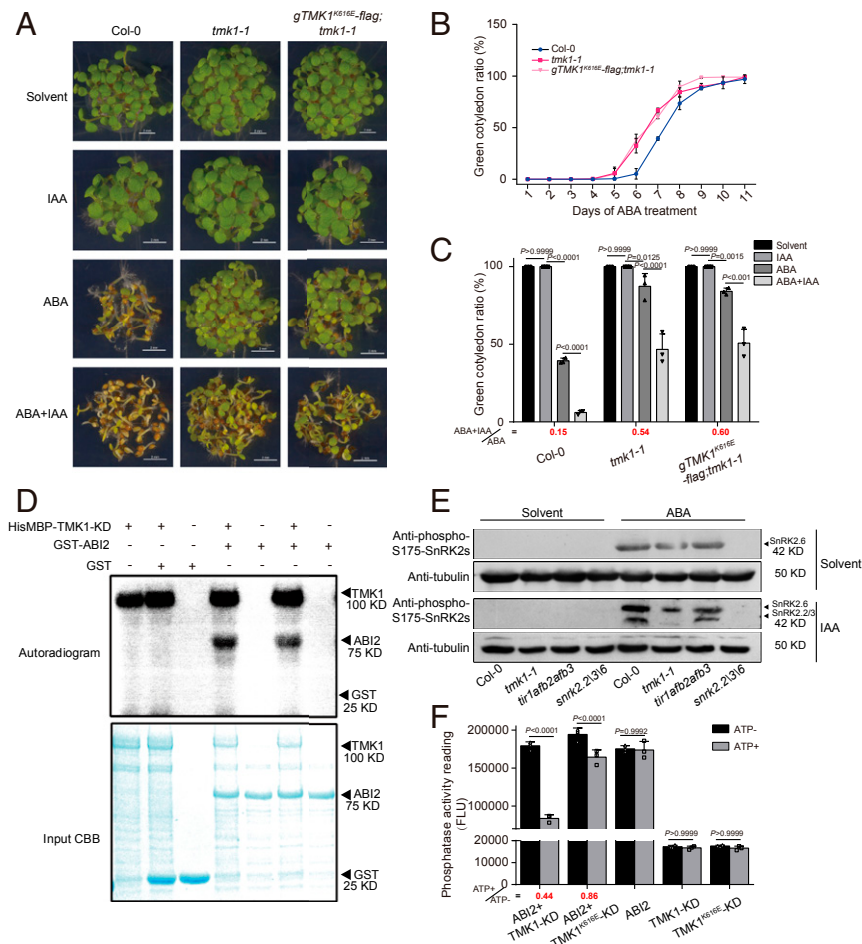 A
Col-0
tmk1-1
gTMK1K616E-flag;
tmk1-1
Solvent
IAA
ABA
ABA+IAA
B
Green cotyledon ratio (%)
150
100
50
0
Col-0
tmk1-1
gTMK1K616E-flag;tmk1-1
1 2 3 4 5 6 7 8 9 10 11
Days of ABA treatment
C
Green cotyledon ratio (%)
100
50
0
P>0.9999
P<0.0001
P<0.0001
P>0.9999
P=0.0125
P<0.0001
P>0.9999
P=0.0015
P<0.001
Solvent
IAA
ABA
ABA+IAA
ABA+IAA/ABA = 0.15 0.54 0.60
Col-0
tmk1-1
gTMK1K616E
-flag;tmk1-1
D
HisMBP-TMK1-KD + + - + - + -
GST-ABI2 - - - + + + +
GST - + + - - - -
Autoradiogram
TMK1
100 KD
ABI2
75 KD
GST
25 KD
Input CBB
TMK1
100 KD
ABI2
75 KD
GST
25 KD
E
Solvent
ABA
Anti-phospho-
S175-SnRK2s
SnRK2.6
42 KD
Anti-tubulin
50 KD
Solvent
Anti-phospho-
S175-SnRK2s
SnRK2.6
SnRK2.2/3
42 KD
Anti-tubulin
50 KD
IAA
Col-0
tmk1-1
tir1afb2afb3
snrk2.2\3\6
Col-0
tmk1-1
tir1afb2afb3
snrk2.2\3\6
F
Phosphatase activity reading
(FLU)
200000
150000
100000
20000
10000
0
P<0.0001
P<0.0001
P=0.9992
P>0.9999
P>0.9999
ATP-
ATP+
ATP+/ATP- = 0.44 0.86
ABI2+
TMK1-KD
ABI2+
TMK1K616E-KD
ABI2
TMK1-KD
TMK1K616E-KD